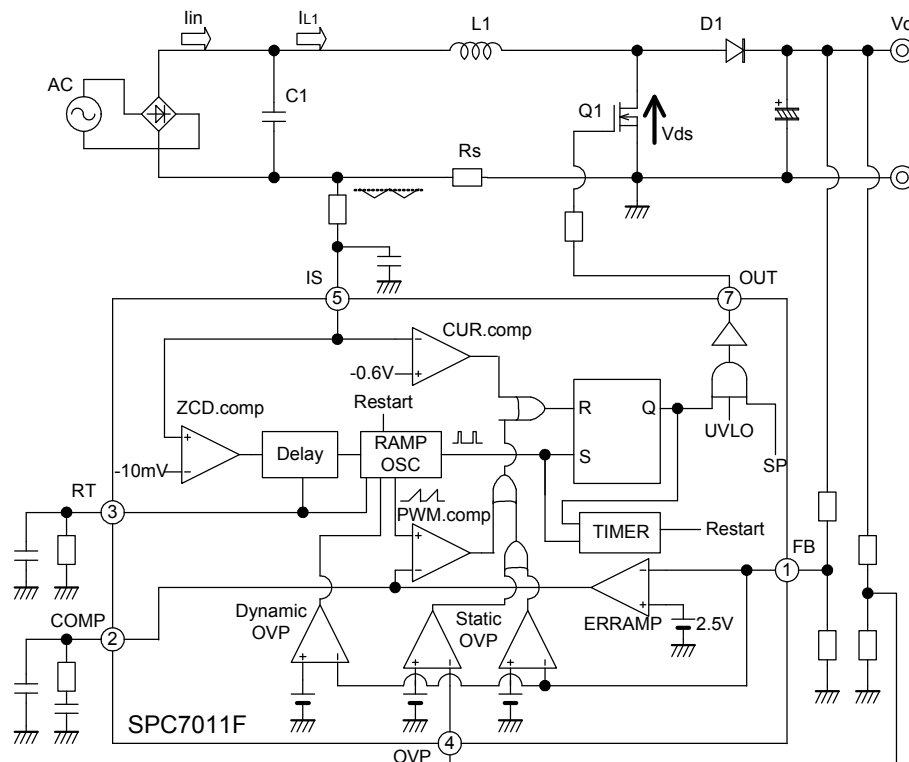 Iin
IL1
L1
D1
Vo
AC
C1
Q1
Vds
Rs
IS
5
OUT
7
CUR.comp
-0.6V
ZCD.comp
Restart
R
Q
UVLO
SP
-10mV
Delay
RAMP
OSC
S
RT
3
PWM.comp
TIMER
Restart
FB
1
COMP
2
Dynamic
OVP
Static
OVP
ERRAMP
2.5V
SPC7011F
OVP
4